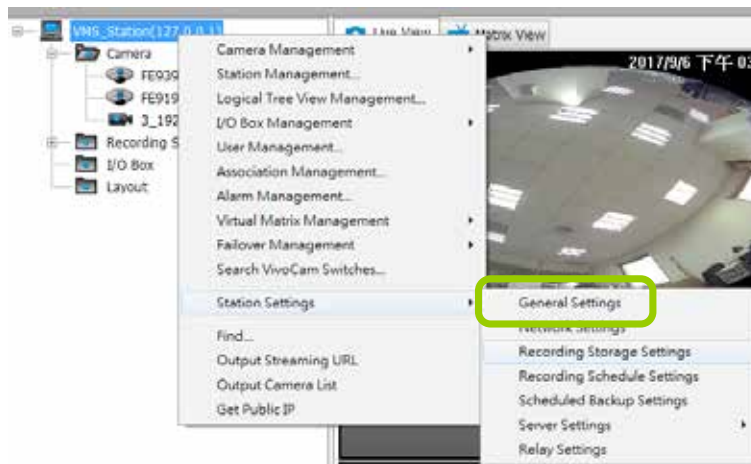 VMS_Station(127.0.0.1)
Live View
Matrix View
Camera
FE939
FE919
3_192
Recording S
I/O Box
Layout
2017/9/6 下午 03
Camera Management
Station Management...
Logical Tree View Management...
I/O Box Management
User Management...
Association Management...
Alarm Management...
Virtual Matrix Management
Failover Management
Search VivoCam Switches...
Station Settings
Find...
Output Streaming URL
Output Camera List
Get Public IP
General Settings
Network Settings
Recording Storage Settings
Recording Schedule Settings
Scheduled Backup Settings
Server Settings
Relay Settings